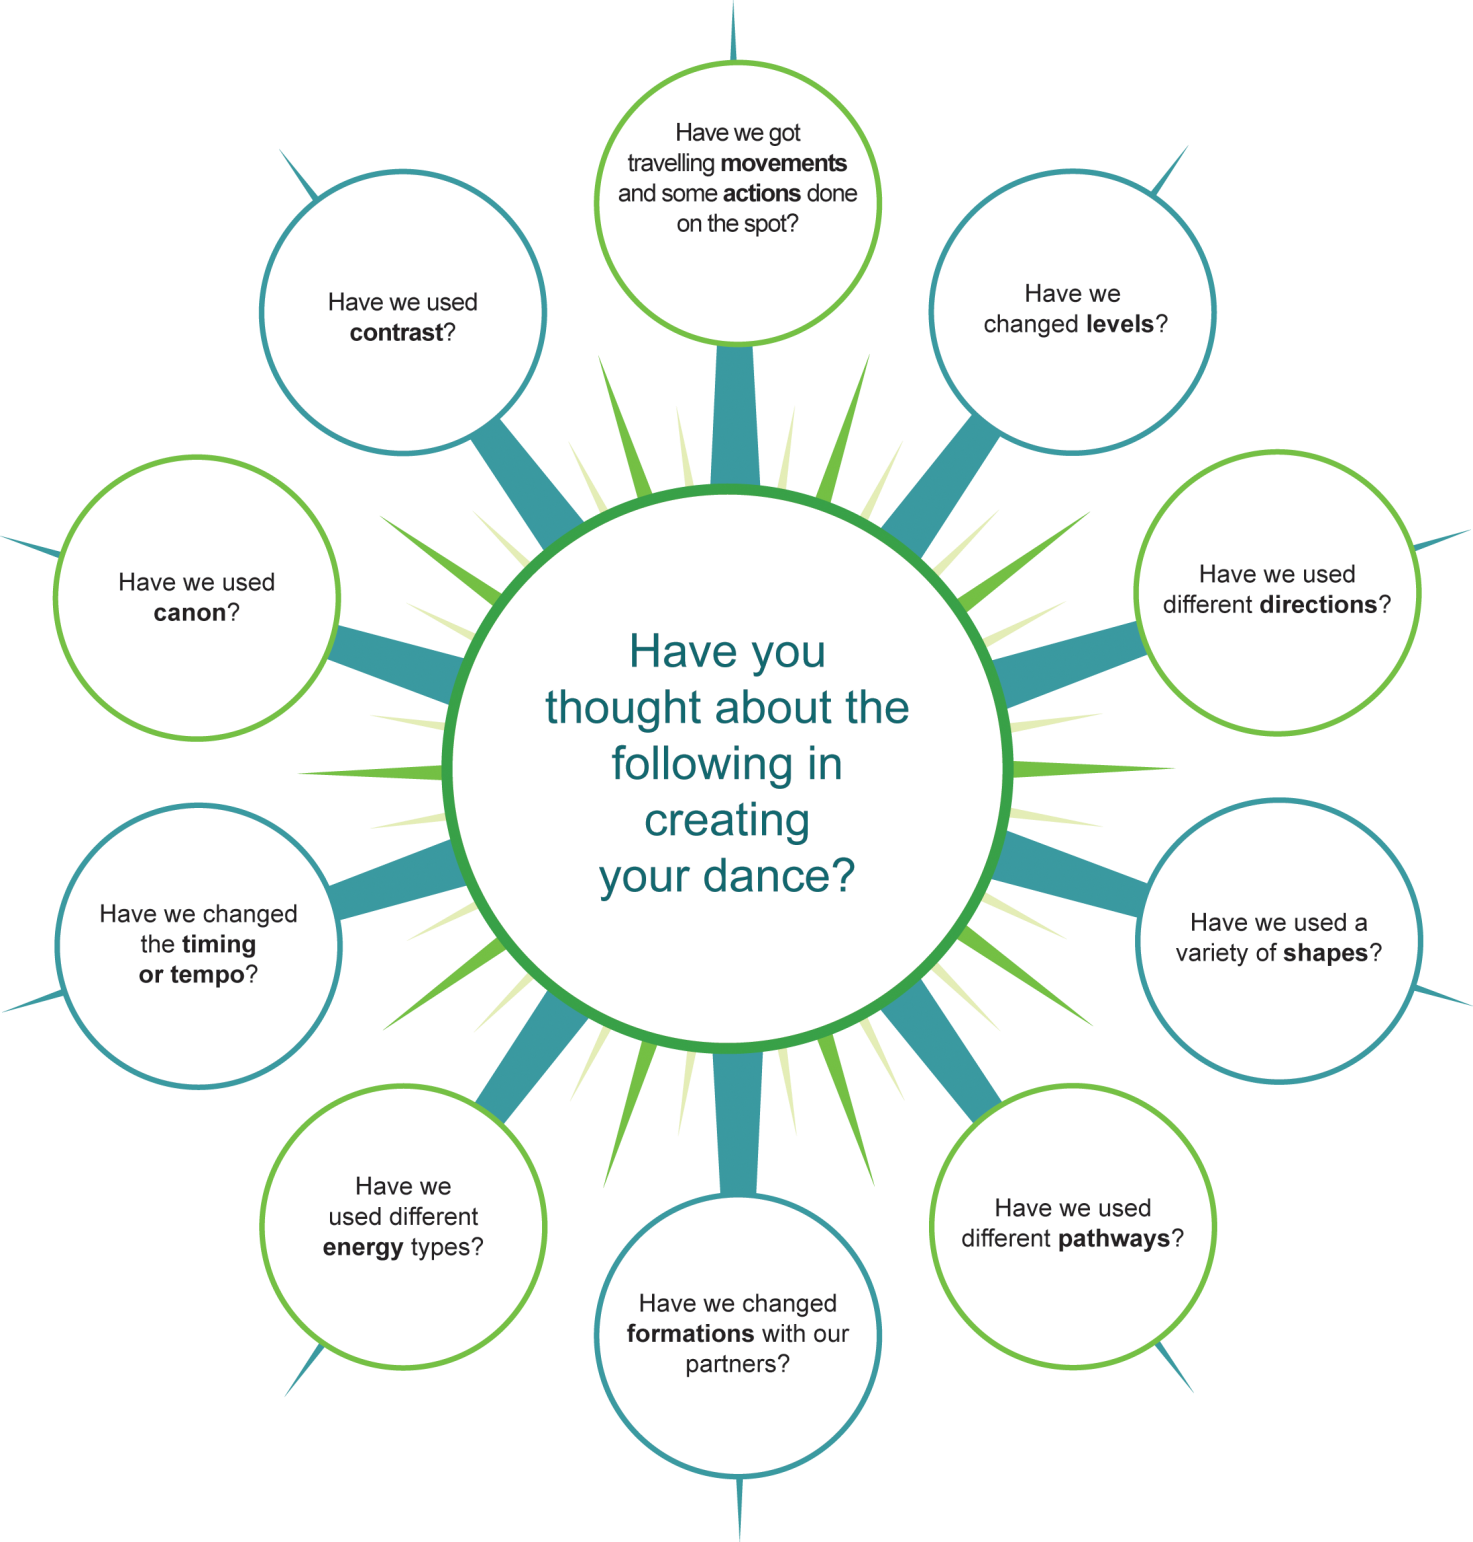 Have we got
travelling movements
and some actions done
on the spot?
Have we
changed levels?
Have we used
different directions?
Have we used a
variety of shapes?
Have we used
different pathways?
Have we changed
formations with our
partners?
Have we
used different
energy types?
Have we changed
the timing
or tempo?
Have we used
canon?
Have we used
contrast?
Have you
thought about the
following in
creating
your dance?